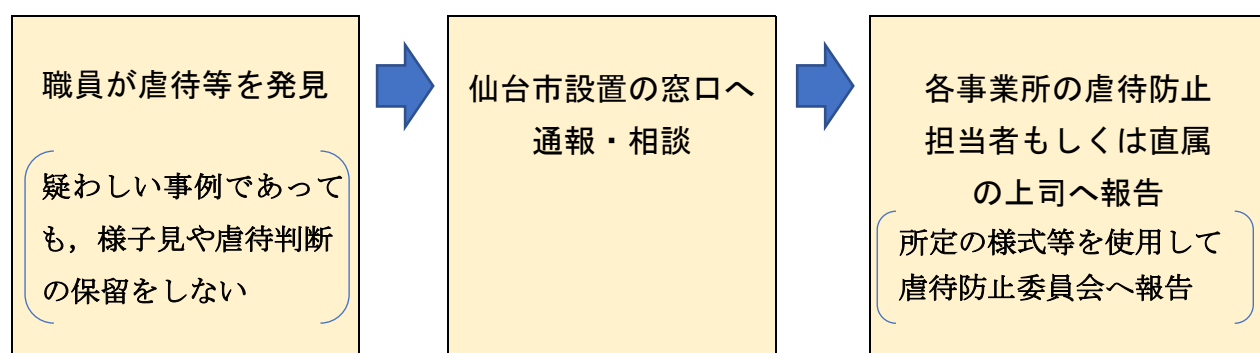 職員が虐待等を発見
疑わしい事例であって
も，様子見や虐待判断
の保留をしない
仙台市設置の窓口へ
通報・相談
各事業所の虐待防止
担当者もしくは直属
の上司へ報告
所定の様式等を使用して
虐待防止委員会へ報告